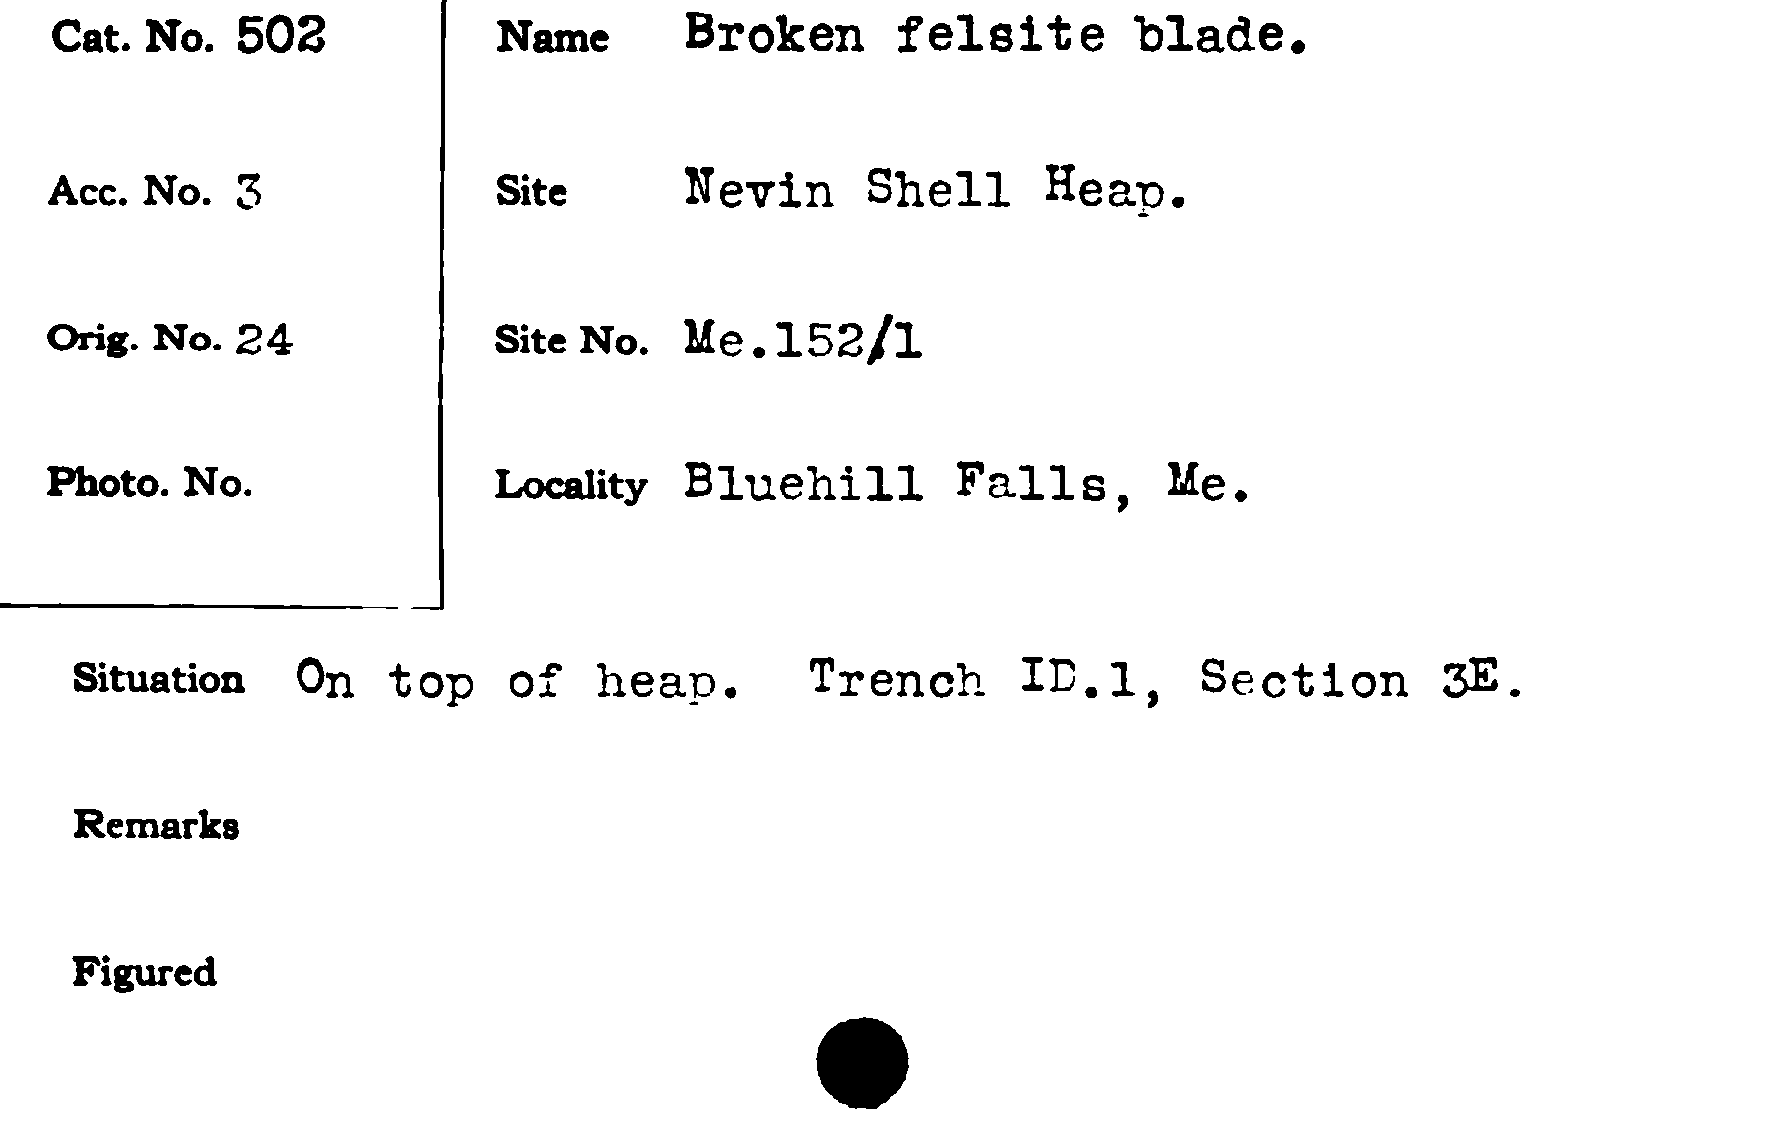 Cat. No. 502
Name Broken felsite blade.
Acc. No. 3
Site Nevin Shell Heap.
Orig. No. 24
Site No. Me.152/1
Photo. No.
Locality Bluehill Falls, Me.
Situation On top of heap. Trench ID.1, Section 3E.
Remarks
Figured